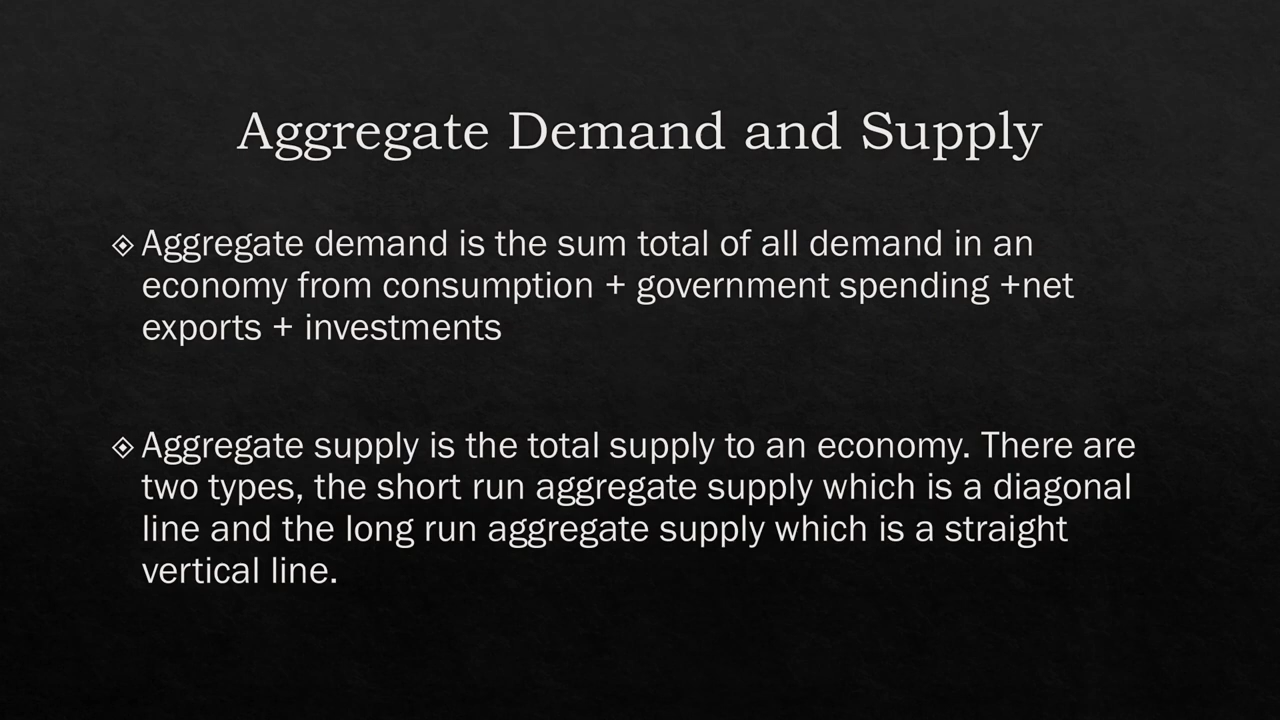 Aggregate Demand and Supply
Aggregate demand is the sum total of all demand in an
economy from consumption + government spending +net
exports + investments
Aggregate supply is the total supply to an economy. There are
two types, the short run aggregate supply which is a diagonal
line and the long run aggregate supply which is a straight
vertical line.